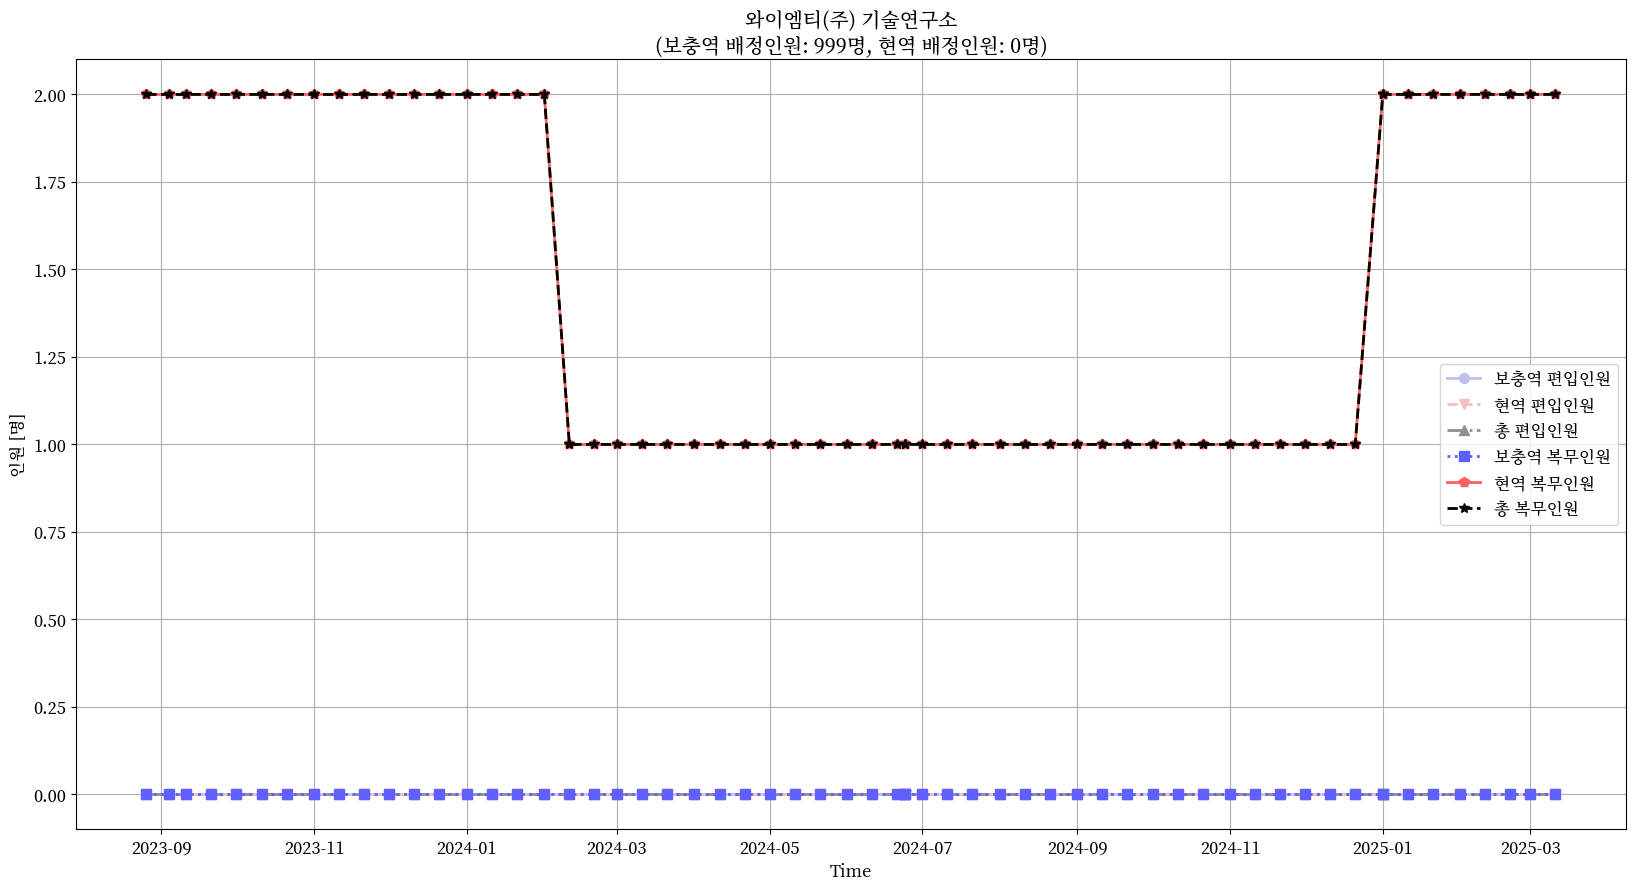 와이엠티(주) 기술연구소
(보충역 배정인원: 999명, 현역 배정인원: 0명)
인원 [명]
2.00
1.75
1.50
1.25
1.00
0.75
0.50
0.25
0.00
보충역 편입인원
현역 편입인원
총 편입인원
보충역 복무인원
현역 복무인원
총 복무인원
2023-09
2023-11
2024-01
2024-03
2024-05
2024-07
2024-09
2024-11
2025-01
2025-03
Time